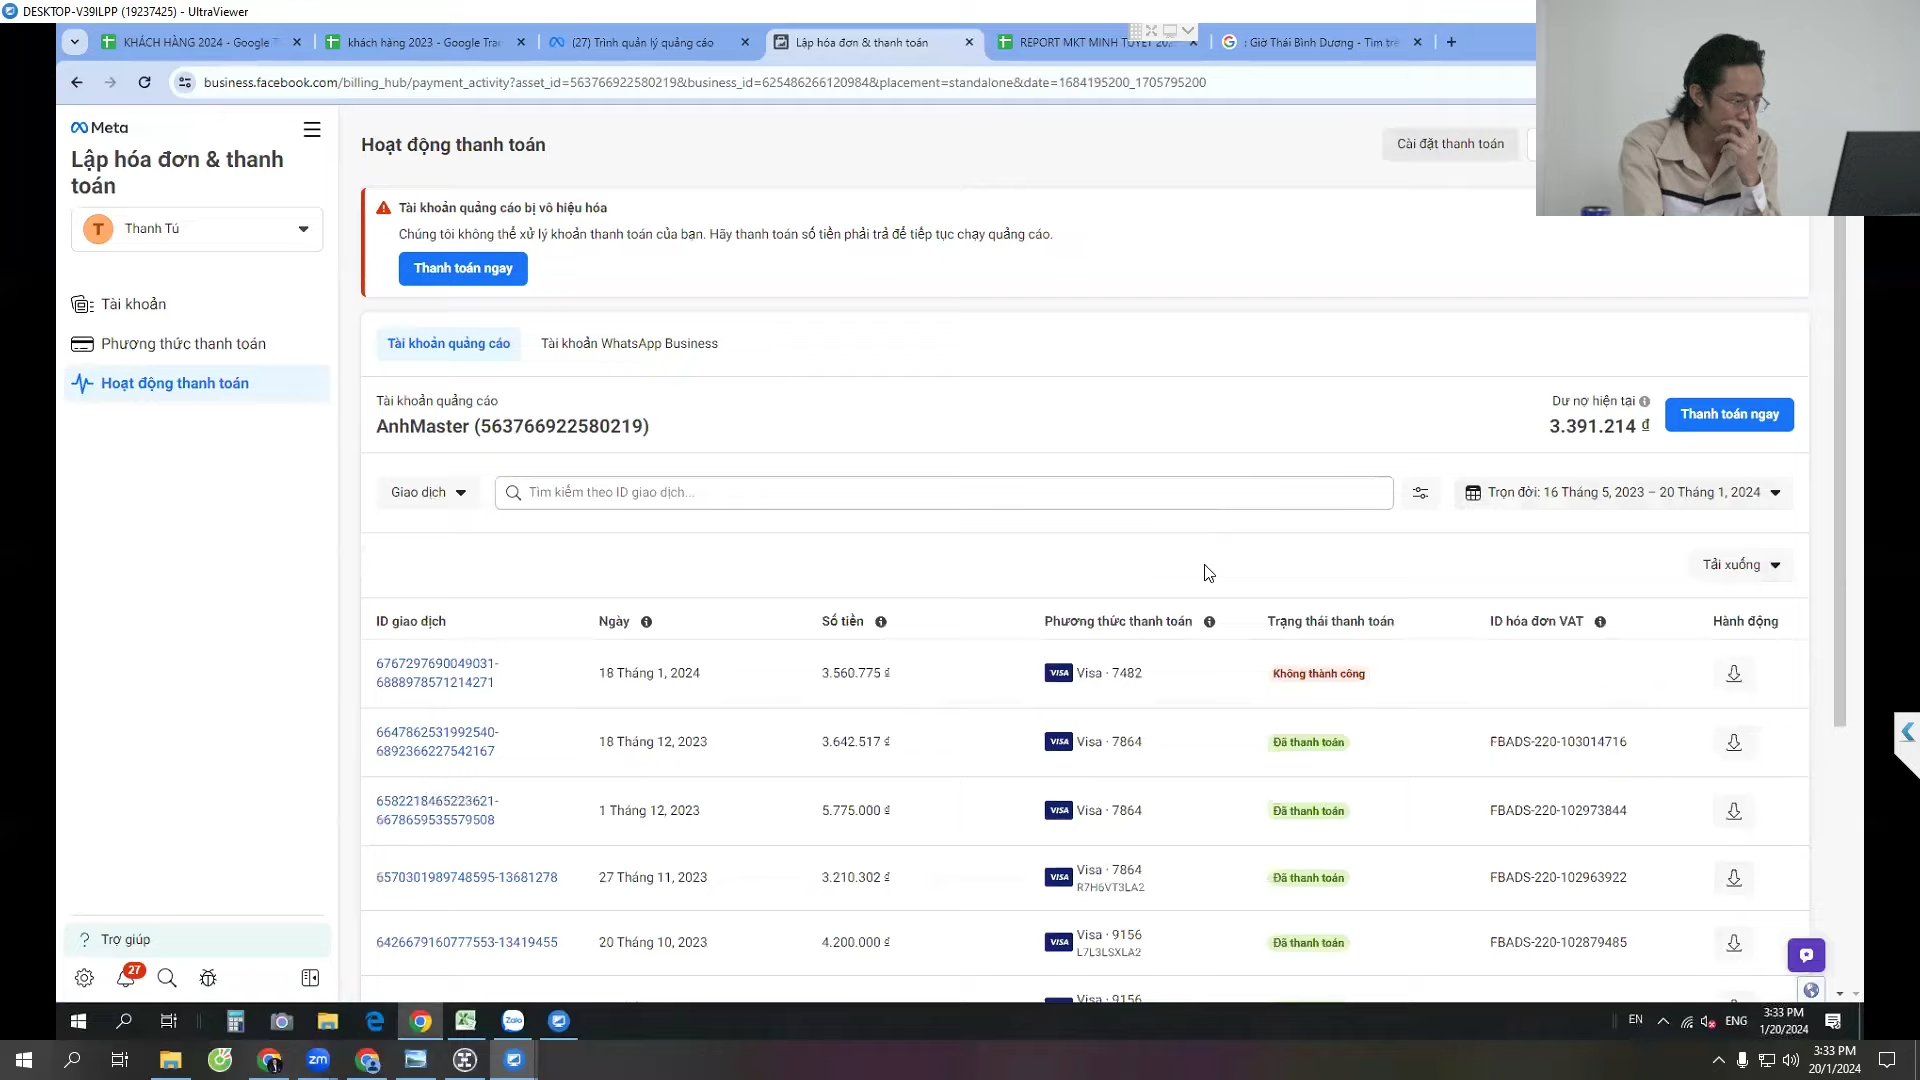 DESKTOP-V39ILPP (19237425) - UltraViewer
KHÁCH HÀNG 2024 - Google T
khách hàng 2023 - Google Tra
(27) Trình quản lý quảng cáo
Lập hóa đơn & thanh toán
REPORT MKT MINH TUYẾT 202
: Giờ Thái Bình Dương - Tìm trê
business.facebook.com/billing_hub/payment_activity?asset_id=563766922580219&business_id=6254862661209848&placement=standalone&date=1684195200_1705795200
Meta
Lập hóa đơn & thanh
toán
T Thanh Tú
Tài khoản
Phương thức thanh toán
Hoạt động thanh toán
Hoạt động thanh toán
Cài đặt thanh toán
Tài khoản quảng cáo bị vô hiệu hóa
Chúng tôi không thể xử lý khoản thanh toán của bạn. Hãy thanh toán số tiền phải trả để tiếp tục chạy quảng cáo.
Thanh toán ngay
Tài khoản quảng cáo Tài khoản WhatsApp Business
Tài khoản quảng cáo
AnhMaster (563766922580219)
Dư nợ hiện tại
3.391.214 ₫
Thanh toán ngay
Giao dịch
Tìm kiếm theo ID giao dịch...
Trọn đời: 16 Tháng 5, 2023 – 20 Tháng 1, 2024
Tải xuống
ID giao dịch Ngày Số tiền Phương thức thanh toán Trạng thái thanh toán ID hóa đơn VAT Hành động
6767297690049031-
6888978571214271
18 Tháng 1, 2024 3.560.775 ₫ VISA Visa · 7482 Không thành công
6647862531992540-
6892366227542167
18 Tháng 12, 2023 3.642.517 ₫ VISA Visa · 7864 Đã thanh toán FBADS-220-103014716
6582218465223621-
6678659535579508
1 Tháng 12, 2023 5.775.000 ₫ VISA Visa · 7864 Đã thanh toán FBADS-220-102973844
6570301989748595-13681278 27 Tháng 11, 2023 3.210.302 ₫ VISA Visa · 7864 Đã thanh toán FBADS-220-102963922
R7H6VT3LA2
6426679160777553-13419455 20 Tháng 10, 2023 4.200.000 ₫ VISA Visa · 9156 Đã thanh toán FBADS-220-102879485
L7L3LSXLA2
Visa · 9156
? Trợ giúp
27
Zalo
EN
ENG
3:33 PM
1/20/2024
zm
3:33 PM
20/1/2024